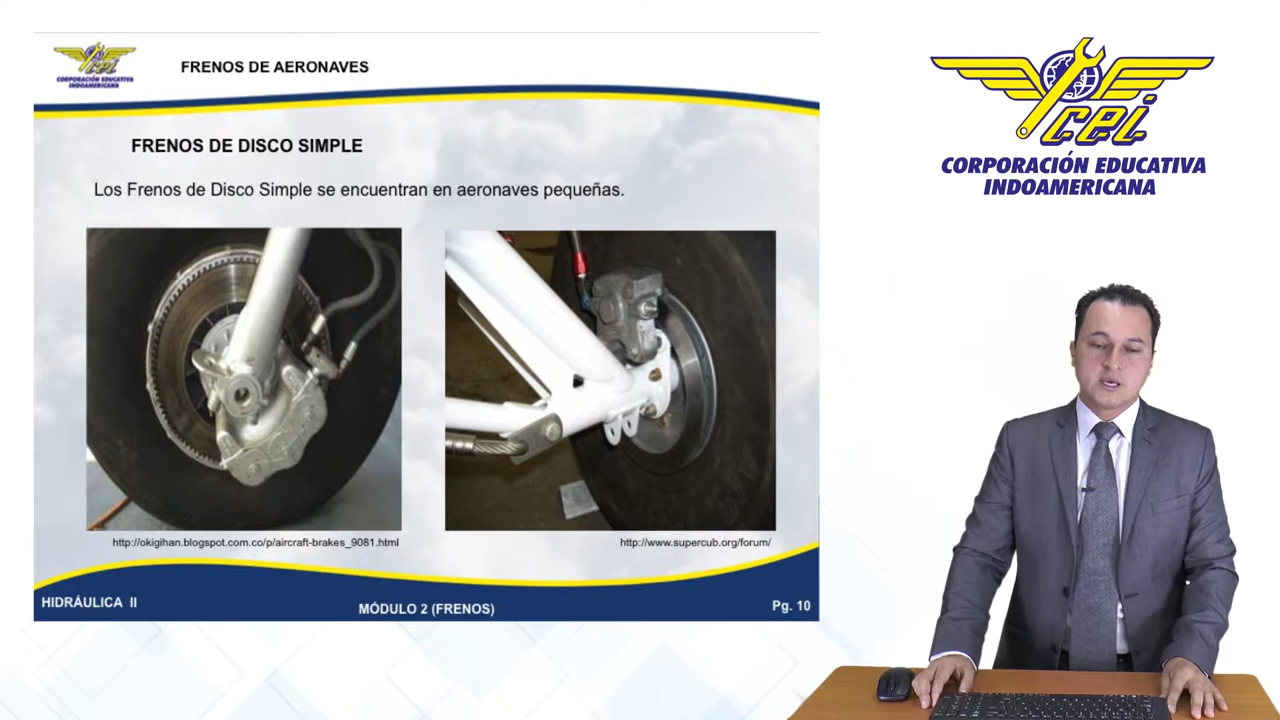 CORPORACIÓN EDUCATIVA
INDOAMERICANA
FRENOS DE AERONAVES
FRENOS DE DISCO SIMPLE
Los Frenos de Disco Simple se encuentran en aeronaves pequeñas.
http://okigihan.blogspot.com.co/p/aircraft-brakes_9081.html
http://www.supercub.org/forum/
HIDRÁULICA II
MÓDULO 2 (FRENOS)
Pg. 10
cei
CORPORACIÓN EDUCATIVA
INDOAMERICANA